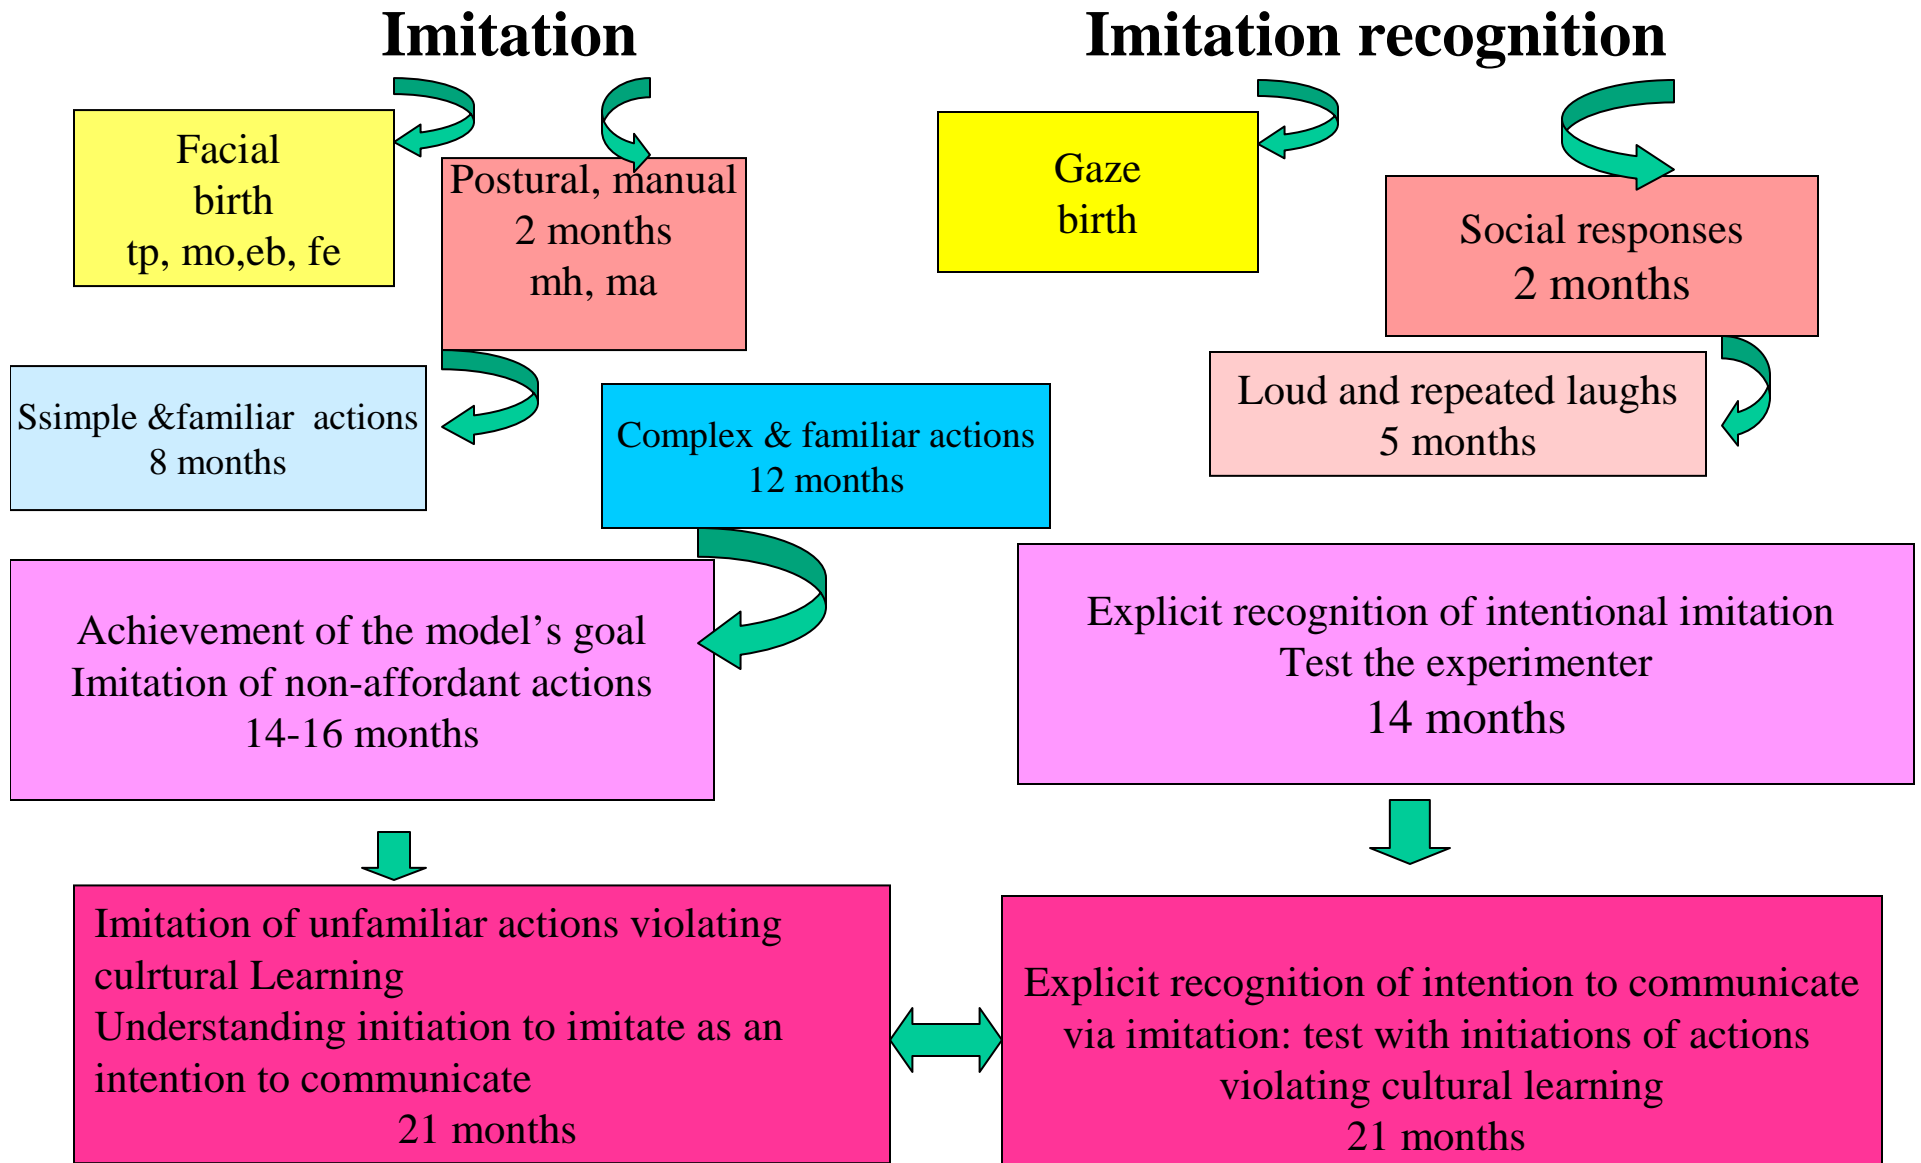 Imitation
Facial
birth
tp, mo,eb, fe
Postural, manual
2 months
mh, ma
Ssimple &familiar actions
8 months
Complex & familiar actions
12 months
Achievement of the model’s goal
Imitation of non-affordant actions
14-16 months
Imitation of unfamiliar actions violating
culrtural Learning
Understanding initiation to imitate as an
intention to communicate
21 months
Imitation recognition
Gaze
birth
Social responses
2 months
Loud and repeated laughs
5 months
Explicit recognition of intentional imitation
Test the experimenter
14 months
Explicit recognition of intention to communicate
via imitation: test with initiations of actions
violating cultural learning
21 months